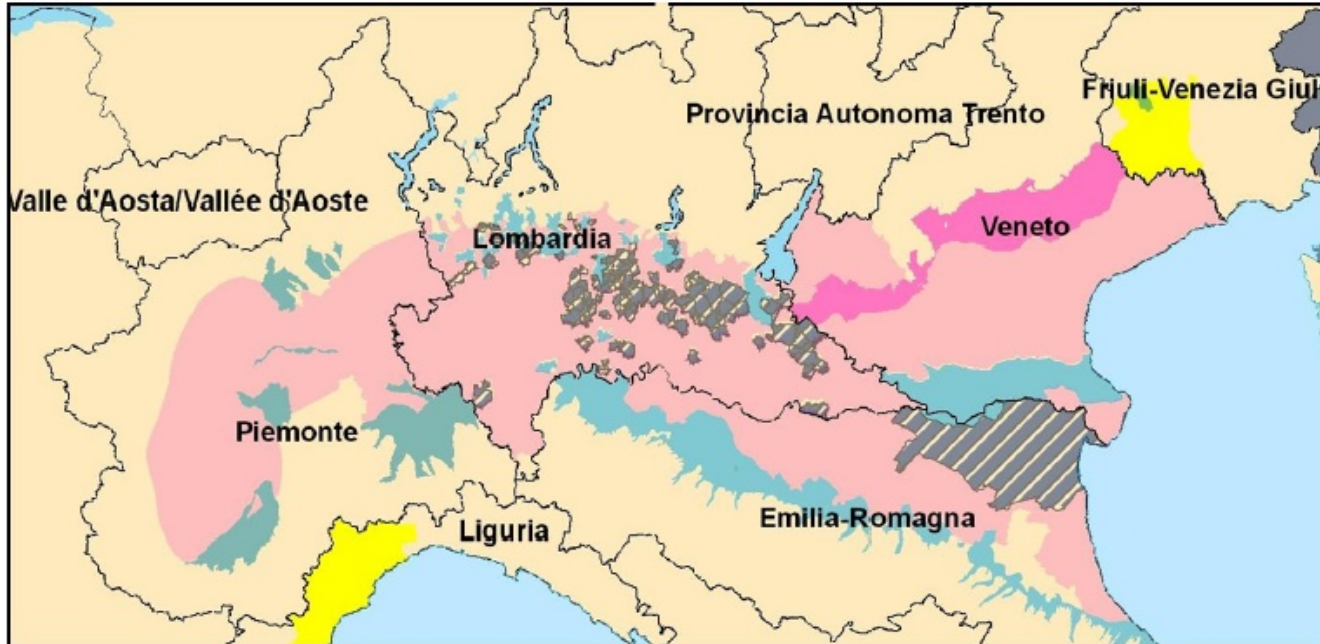 Friuli-Venezia Giul
Provincia Autonoma Trento
Valle d'Aosta/Vallée d'Aoste
Lombardia
Veneto
Piemonte
Emilia-Romagna
Liguria